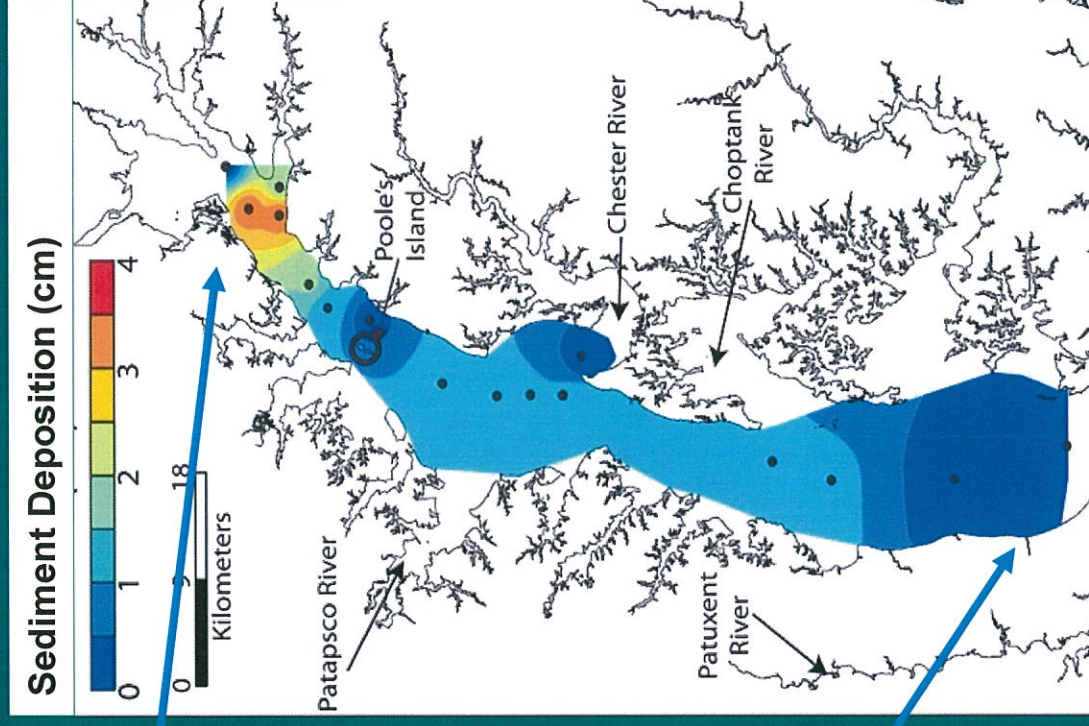 Sediment Deposition (cm)
0
1
2
3
4
0
9
18
Kilometers
Poole's
Island
Chester River
Choptank
River
Patapsco River
Patuxent
River